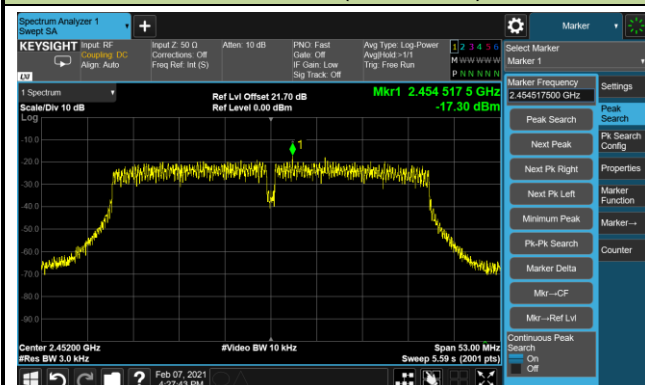 Spectrum Analyzer 1
Swept SA
+
Marker
KEYSIGHT
Input: RF
Coupling: DC
Align: Auto
Input Z: 50 Ω
Corrections: Off
Freq Ref: Int (S)
Atten: 10 dB
PNO: Fast
Gate: Off
IF Gain: Low
Sig Track: Off
Avg Type: Log-Power
Avg|Hold:>1/1
Trig: Free Run
1 2 3 4 5 6
M W W W W W
P N N N N N
Select Marker
Marker 1
LXI
1 Spectrum
Scale/Div 10 dB
Ref Lvl Offset 21.70 dB
Ref Level 0.00 dBm
Mkr1 2.454 517 5 GHz
-17.30 dBm
Log
-10.0
-20.0
-30.0
-40.0
-50.0
-60.0
-70.0
-80.0
-90.0
1
Center 2.45200 GHz
#Res BW 3.0 kHz
#Video BW 10 kHz
Span 53.00 MHz
Sweep 5.59 s (2001 pts)
Marker Frequency
2.454517500 GHz
Peak Search
Next Peak
Next Pk Right
Next Pk Left
Minimum Peak
Pk-Pk Search
Marker Delta
Mkr→CF
Mkr→Ref Lvl
Continuous Peak
Search
On
Off
Settings
Peak
Search
Pk Search
Config
Properties
Marker
Function
Marker→
Counter
?
Feb 07, 2021
4:27:43 PM